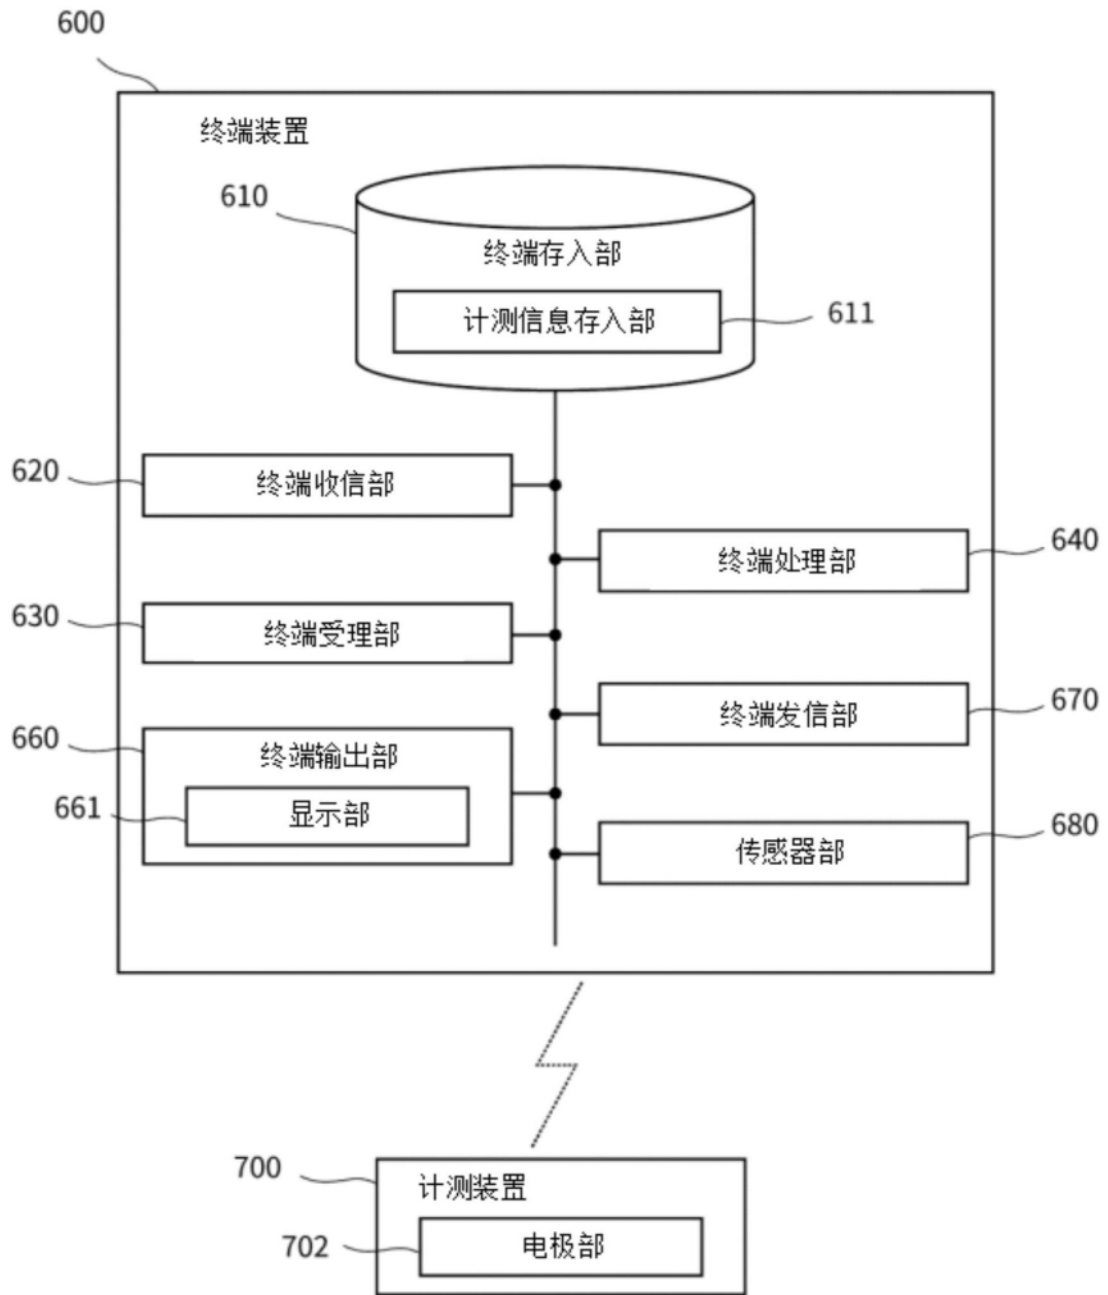 600
终端装置
610
终端存入部
计测信息存入部
611
620
终端收信部
终端处理部
640
630
终端受理部
终端发信部
670
660
终端输出部
661
显示部
传感器部
680
700
计测装置
702
电极部